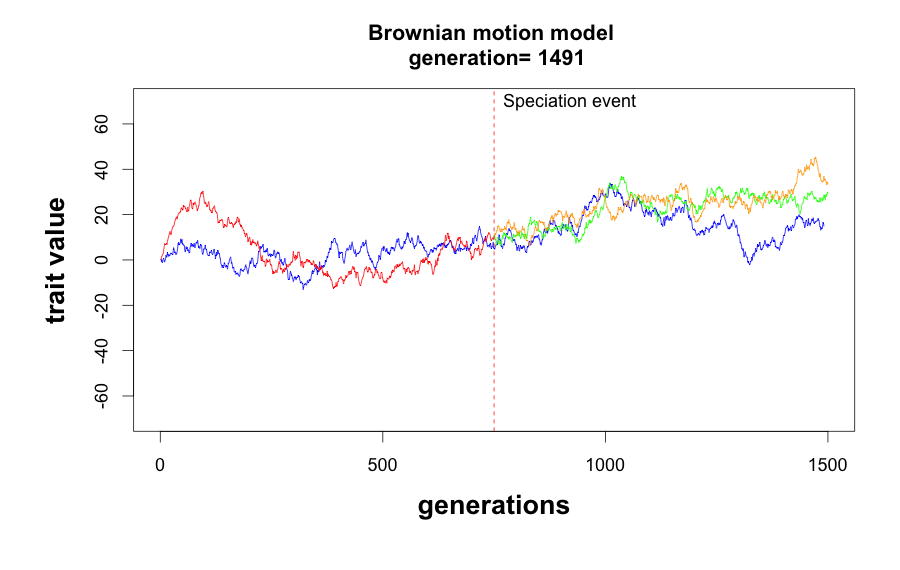 Brownian motion model
generation= 1491
Speciation event
trait value
60
40
20
0
-20
-40
-60
0 500 1000 1500
generations